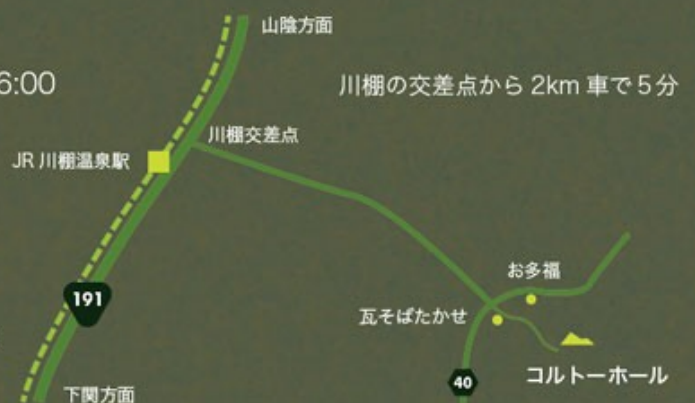 山陰方面
6:00
川棚の交差点から 2km 車で 5 分
川棚交差点
JR 川棚温泉駅
お多福
191
瓦そばたかせ
コルトーホール
40
下関方面